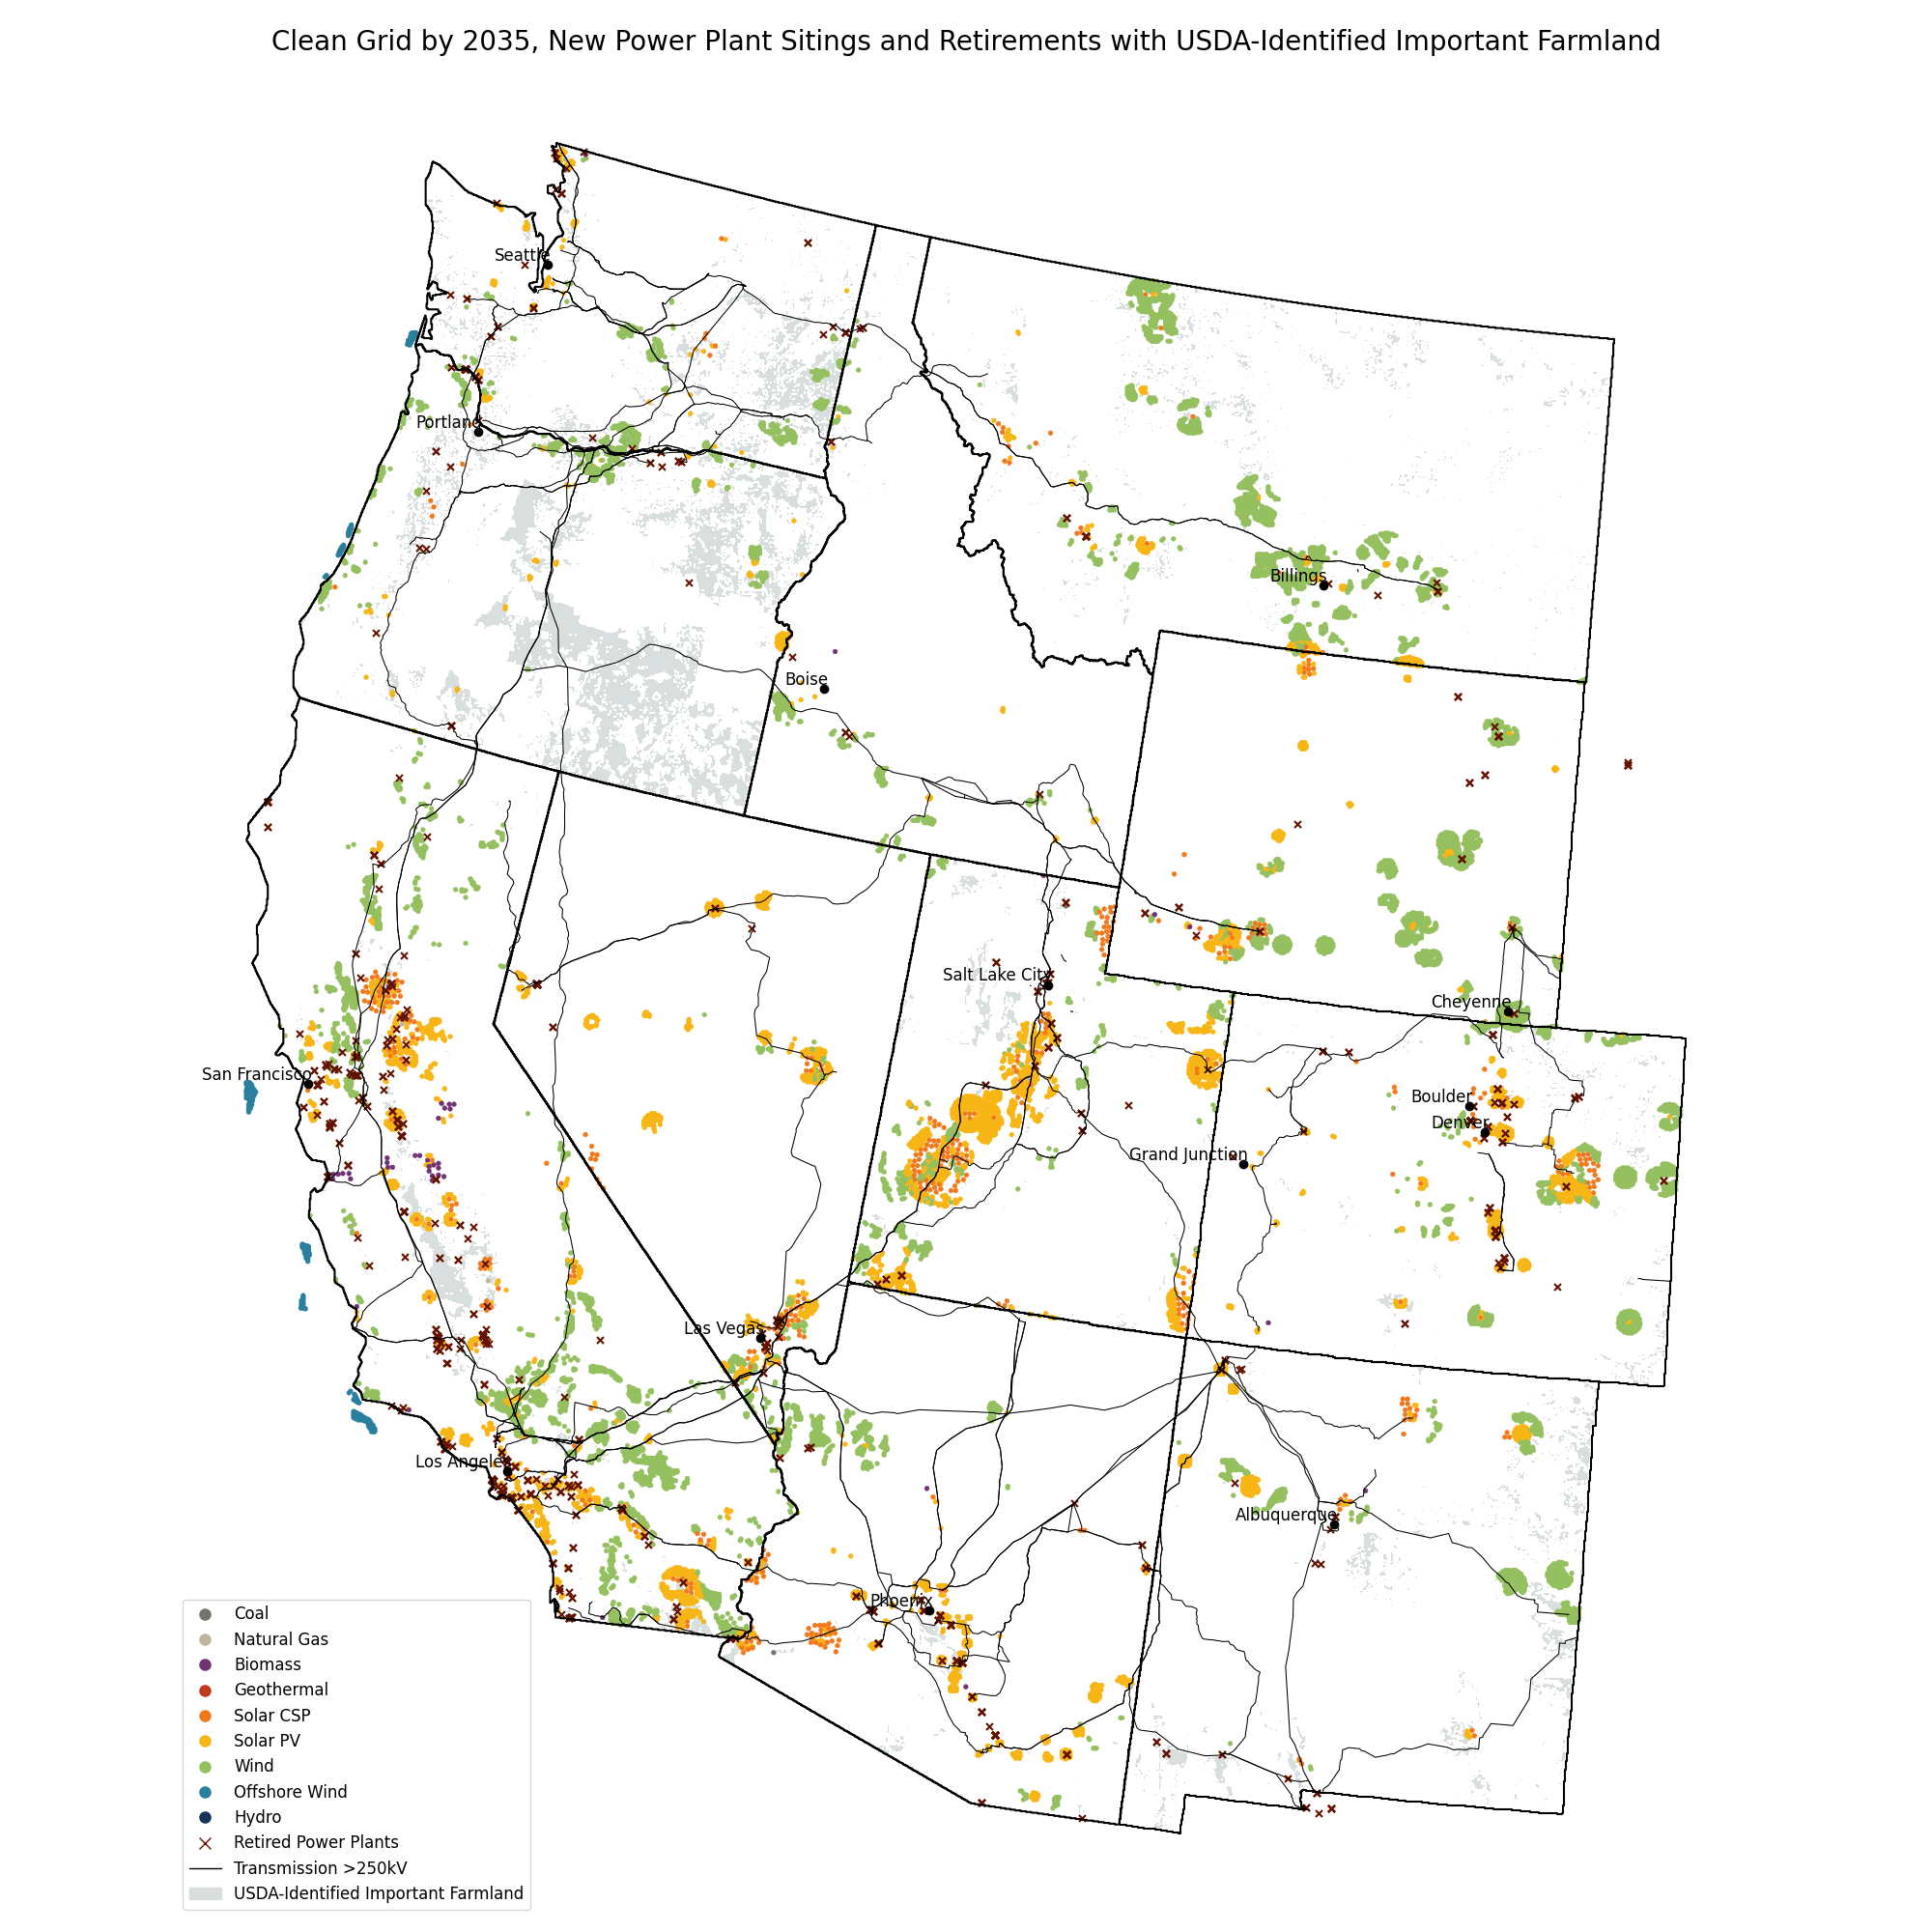 Clean Grid by 2035, New Power Plant Sitings and Retirements with USDA-Identified Important Farmland
Seattle
Portland
Billings
Boise
Salt Lake City
Cheyenne
San Francisco
Boulder
Denver
Grand Junction
Las Vegas
Los Angeles
Albuquerque
Phoenix
Coal
Natural Gas
Biomass
Geothermal
Solar CSP
Solar PV
Wind
Offshore Wind
Hydro
Retired Power Plants
Transmission >250kV
USDA-Identified Important Farmland